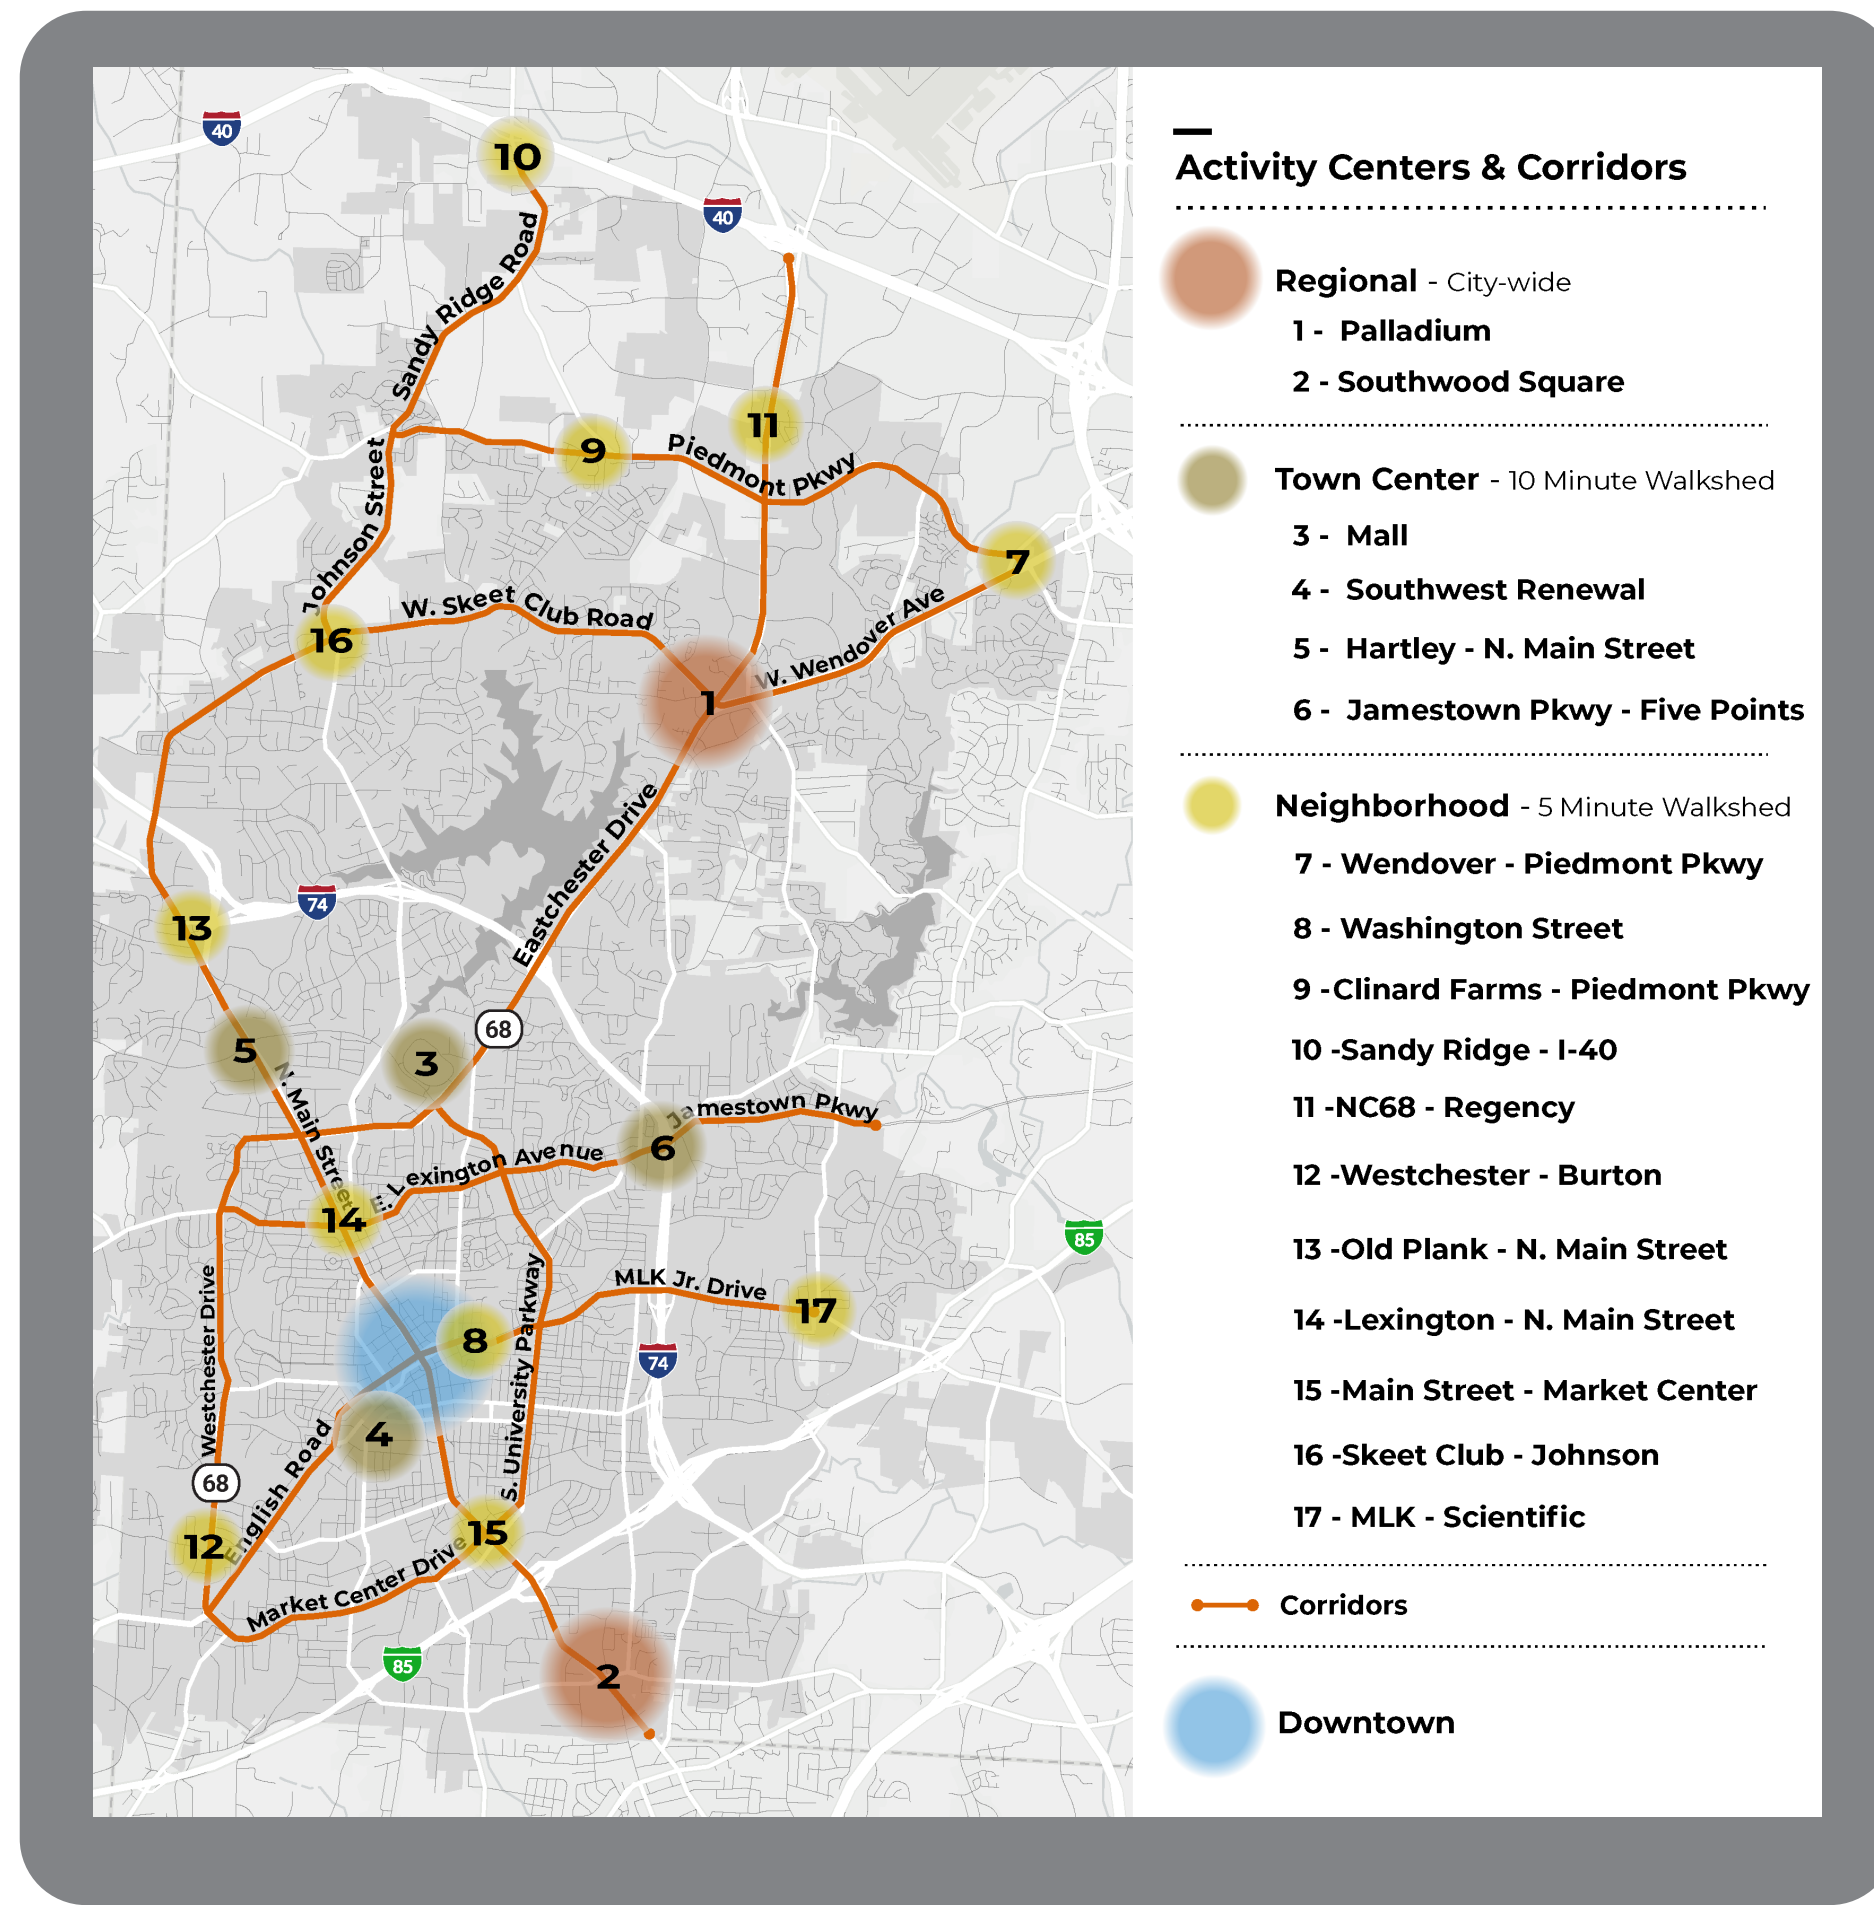 40
10
40
Sandy Ridge Road
11
9
Piedmont Pkwy
Johnson Street
7
W. Skeet Club Road
16
W. Wendover Ave
1
Eastchester Drive
74
13
68
5
3
N. Main Street
Jamestown Pkwy
6
E. Lexington Avenue
14
85
Westchester Drive
S. University Parkway
MLK Jr. Drive
17
8
74
4
English Road
68
12
15
Market Center Drive
85
2
Activity Centers & Corridors
Regional - City-wide
1 - Palladium
2 - Southwood Square
Town Center - 10 Minute Walkshed
3 - Mall
4 - Southwest Renewal
5 - Hartley - N. Main Street
6 - Jamestown Pkwy - Five Points
Neighborhood - 5 Minute Walkshed
7 - Wendover - Piedmont Pkwy
8 - Washington Street
9 -Clinard Farms - Piedmont Pkwy
10 -Sandy Ridge - I-40
11 -NC68 - Regency
12 -Westchester - Burton
13 -Old Plank - N. Main Street
14 -Lexington - N. Main Street
15 -Main Street - Market Center
16 -Skeet Club - Johnson
17 - MLK - Scientific
Corridors
Downtown